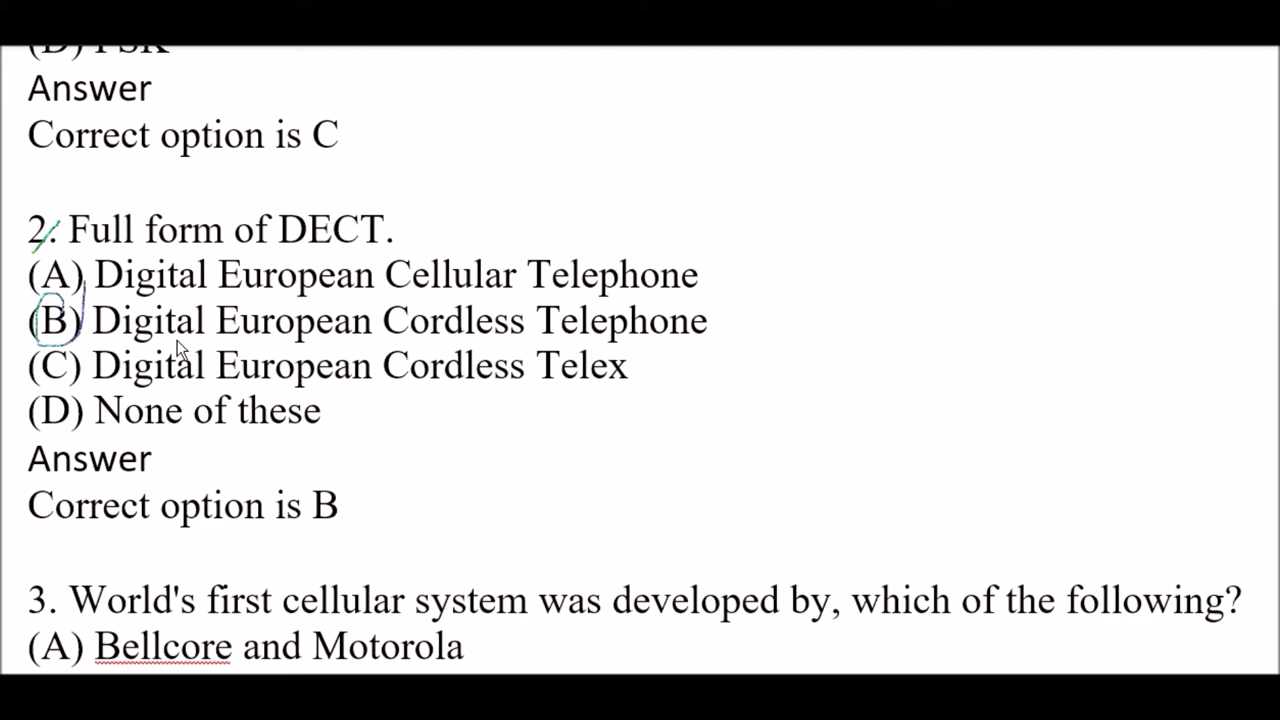 Answer
Correct option is C
2. Full form of DECT.
(A) Digital European Cellular Telephone
(B) Digital European Cordless Telephone
(C) Digital European Cordless Telex
(D) None of these
Answer
Correct option is B
3. World's first cellular system was developed by, which of the following?
(A) Bellcore and Motorola